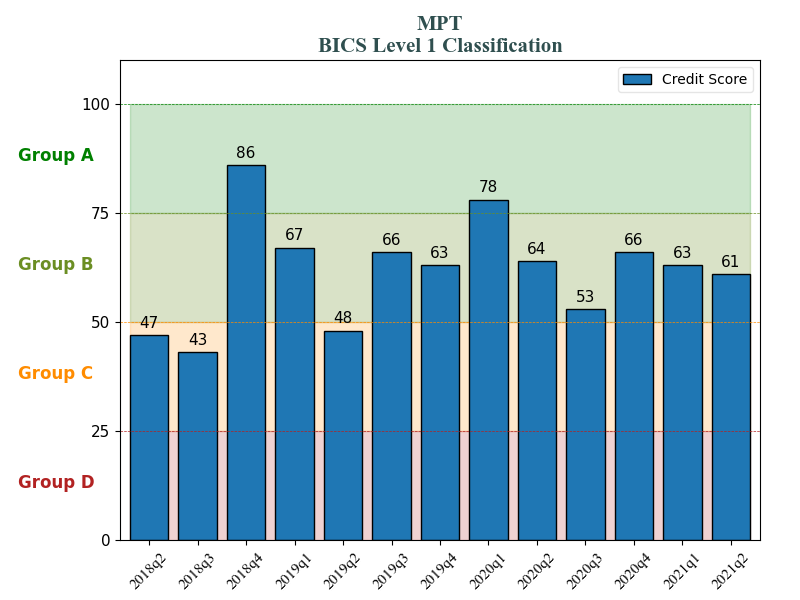 MPT
BICS Level 1 Classification
Credit Score
100
Group A
86
78
75
67
66
63
64
66
63
61
Group B
53
50
47
43
48
Group C
25
Group D
0
2018q2 2018q3 2018q4 2019q1 2019q2 2019q3 2019q4 2020q1 2020q2 2020q3 2020q4 2021q1 2021q2